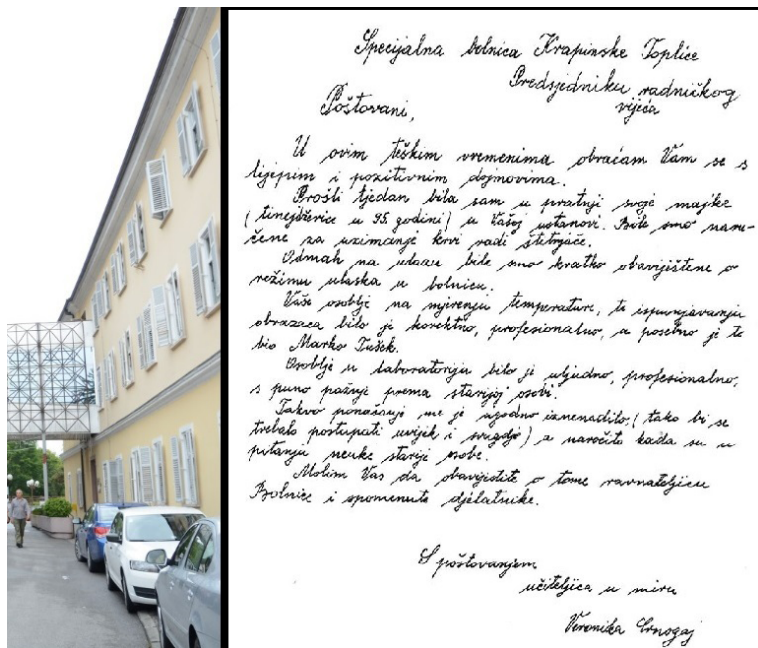 Specijalna bolnica Krapinske Toplice
Predsjedniku radničkog
vijeća
Poštovani,
U ovim teškim vremenima obraćam Vam se s
lijepim i pozitivnim dojmovima.
Prošli tjedan bila sam u pratnji svoje majke
(tinejđerice u 95. godini) u Vašoj ustanovi. Bile smo naru-
čene za uzimanje krvi radi štitnjače.
Odmah na ulazu bile smo kratko obaviještene o
režimu ulaska u bolnicu.
Vaše osoblje na mjerenju temperature, te ispunjavanju
obrazaca bilo je korektno, profesionalno, a posebno je to
bio Marko Tušek.
Osoblje u laboratoriju bilo je uljudno, profesionalno,
s puno pažnje prema starijoj osobi.
Takvo ponašanje me je ugodno iznenadilo, (tako bi se
trebalo postupati uvijek i svugdje) a naročito kada su u
pitanju neuke starije osobe.
Molim Vas da obavijestite o tome ravnateljicu
Bolnice i spomenute djelatnike.
S poštovanjem
učiteljica u miru
Veronika Crnogaj